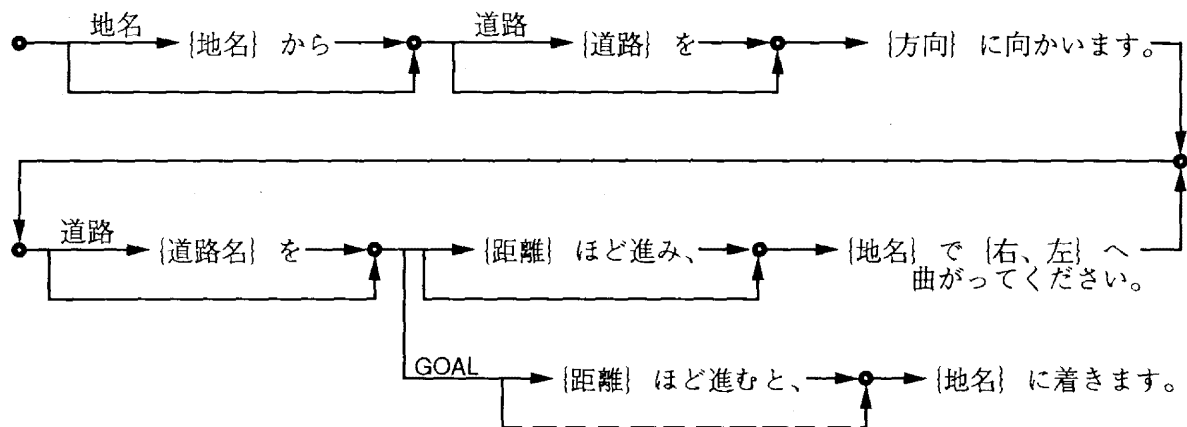 地名
{地名} から
道路
{道路} を
{方向} に向かいます。
道路
{道路名} を
{距離} ほど進み、
{地名} で {右、左} へ
曲がってください。
GOAL
{距離} ほど進むと、
{地名} に着きます。